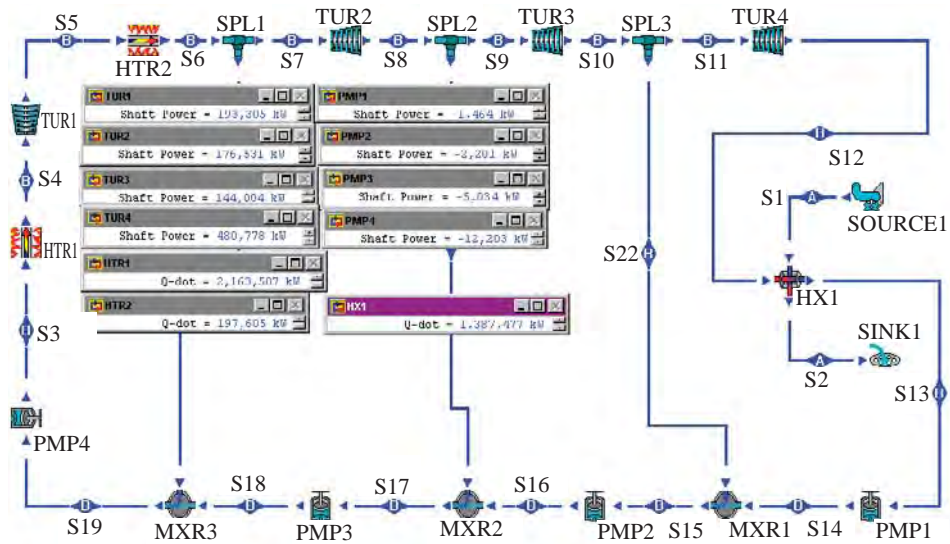 S5
HTR2
S6
SPL1
S7
TUR2
S8
SPL2
S9
TUR3
S10
SPL3
S11
TUR4
TUR1
S4
HTR1
S3
PMP4
TUR1
Shaft Power = 193,305 kW
TUR2
Shaft Power = 176,531 kW
TUR3
Shaft Power = 144,004 kW
TUR4
Shaft Power = 480,778 kW
HTR1
Q-dot = 2,163,507 kW
HTR2
Q-dot = 197,605 kW
PMP1
Shaft Power = -1,464 kW
PMP2
Shaft Power = -2,201 kW
PMP3
Shaft Power = -5,034 kW
PMP4
Shaft Power = -12,203 kW
HX1
Q-dot = 1,387,477 kW
S12
S1
SOURCE1
S22
HX1
SINK1
S2
S13
S19
MXR3
S18
PMP3
S17
MXR2
S16
PMP2
S15
MXR1
S14
PMP1